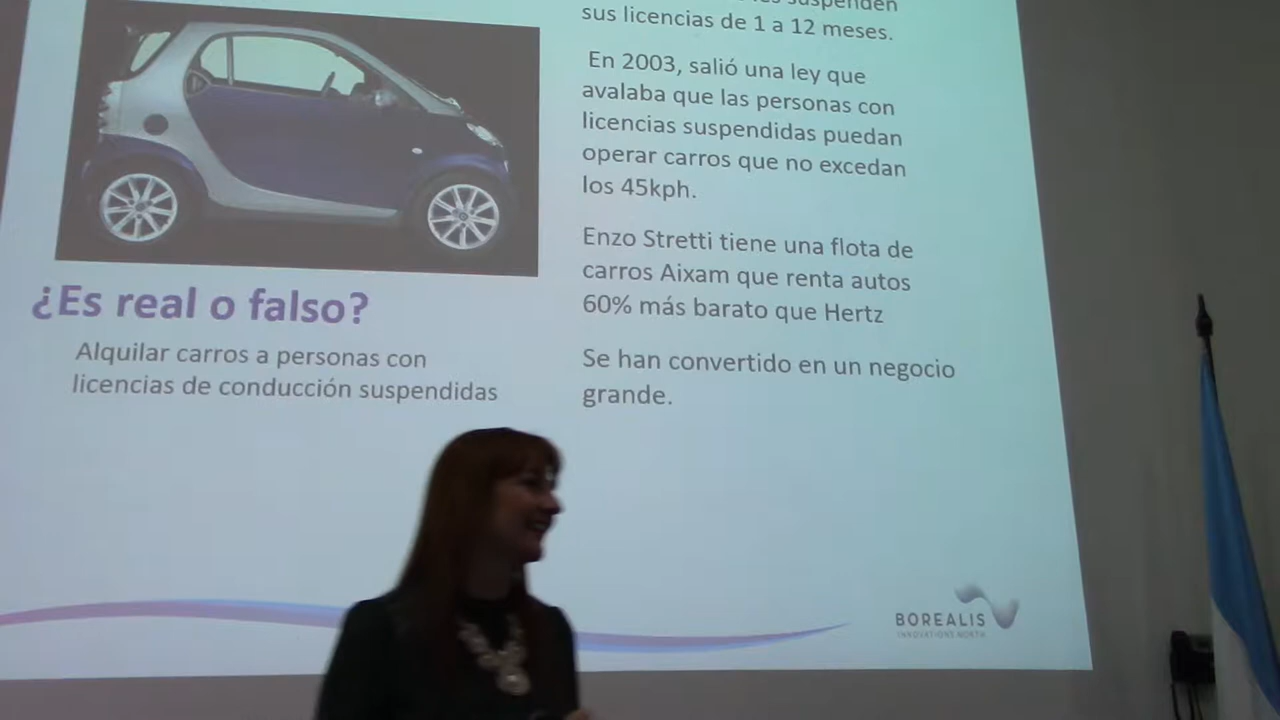 suspenden
sus licencias de 1 a 12 meses.
En 2003, salió una ley que
avalaba que las personas con
licencias suspendidas puedan
operar carros que no excedan
los 45kph.
Enzo Stretti tiene una flota de
carros Aixam que renta autos
60% más barato que Hertz
Se han convertido en un negocio
grande.
¿Es real o falso?
Alquilar carros a personas con
licencias de conducción suspendidas
BOREALIS
INNOVATIONS NORTH